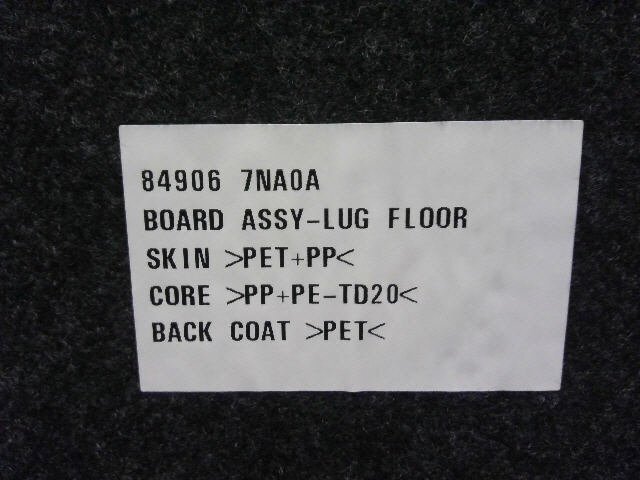 84906 7NA0A
BOARD ASSY-LUG FLOOR
SKIN >PET+PP<
CORE >PP+PE-TD20<
BACK COAT >PET<